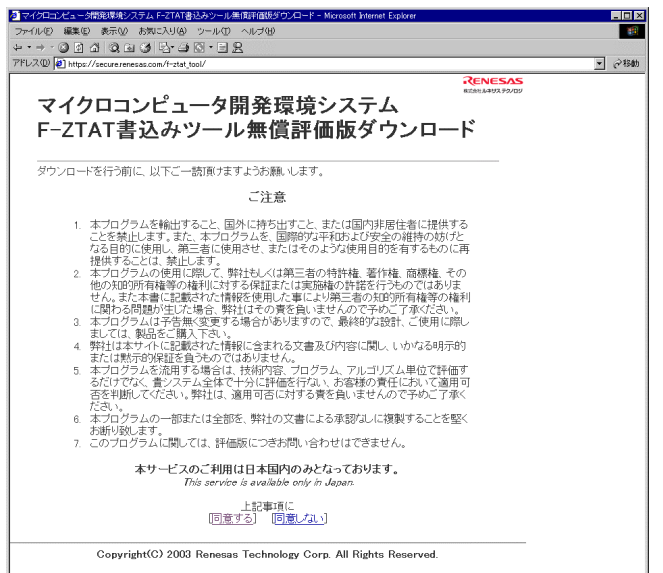 マイクロコンピュータ開発環境システム F-ZTAT書込みツール無償評価版ダウンロード - Microsoft Internet Explorer
ファイル(F) 編集(E) 表示(V) お気に入り(A) ツール(T) ヘルプ(H)
アドレス(D) https://secure.renesas.com/f-ztat_tool/ 移動
RENESAS
株式会社ルネサス テクノロジ
マイクロコンピュータ開発環境システム
F-ZTAT書込みツール無償評価版ダウンロード
ダウンロードを行う前に、以下ご一読頂けますようお願いします。
ご注意
1. 本プログラムを輸出すること、国外に持ち出すこと、または国内非居住者に提供する
ことを禁止します。また、本プログラムを、国際的な平和および安全の維持の妨げと
なる目的に使用し、第三者に使用させ、またはそのような使用目的を有するものに再
提供することは、禁止します。
2. 本プログラムの使用に際して、弊社もしくは第三者の特許権、著作権、商標権、その
他の知的所有権等の権利に対する保証または実施権の許諾を行うものではありま
せん。また本書に記載された情報を使用した事により第三者の知的所有権等の権利
に関わる問題が生じた場合、弊社はその責を負いませんので予めご了承ください。
3. 本プログラムは予告無く変更する場合がありますので、最終的な設計、ご使用に際し
ましては、製品をご購入下さい。
4. 弊社は本サイトに記載された情報に含まれる文書及び内容に関し、いかなる明示的
または黙示的保証を負うものではありません。
5. 本プログラムを流用する場合は、技術内容、プログラム、アルゴリズム単位で評価す
るだけでなく、貴システム全体で十分に評価を行ない、お客様の責任において適用可
否を判断してください。弊社は、適用可否に対する責を負いませんので予めご了承く
ださい。
6. 本プログラムの一部または全部を、弊社の文書による承認なしに複製することを堅く
お断り致します。
7. このプログラムに関しては、評価版につきお問い合わせはできません。
本サービスのご利用は日本国内のみとなっております。
This service is available only in Japan.
上記事項に
[同意する] [同意しない]
Copyright(C) 2003 Renesas Technology Corp. All Rights Reserved.